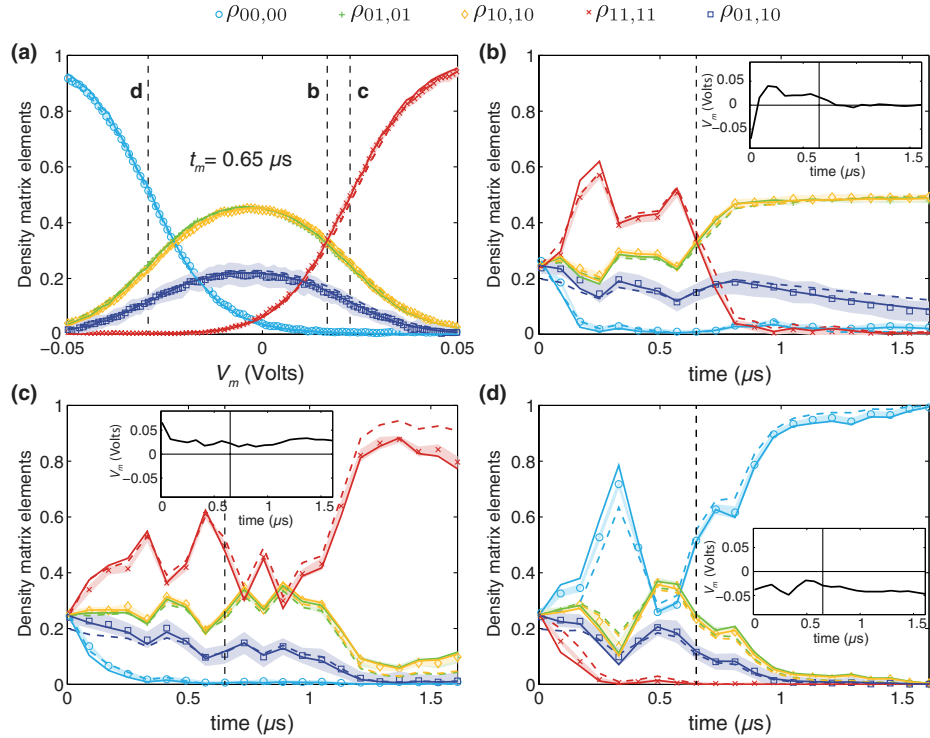 ρ00,00 ρ01,01 ρ10,10 ρ11,11 ρ01,10
(a)
Density matrix elements
1
0.8
0.6
0.4
0.2
0
d b c
t_m = 0.65 μs
−0.05 0 0.05
V_m (Volts)
(b)
Density matrix elements
1
0.8
0.6
0.4
0.2
0
V_m (Volts)
0.05
0
−0.05
0 0.5 1 1.5
time (μs)
0 0.5 1 1.5
time (μs)
(c)
Density matrix elements
1
0.8
0.6
0.4
0.2
0
V_m (Volts)
0.05
0
−0.05
0 0.5 1 1.5
time (μs)
0 0.5 1 1.5
time (μs)
(d)
Density matrix elements
1
0.8
0.6
0.4
0.2
0
V_m (Volts)
0.05
0
−0.05
0 0.5 1 1.5
time (μs)
0 0.5 1 1.5
time (μs)